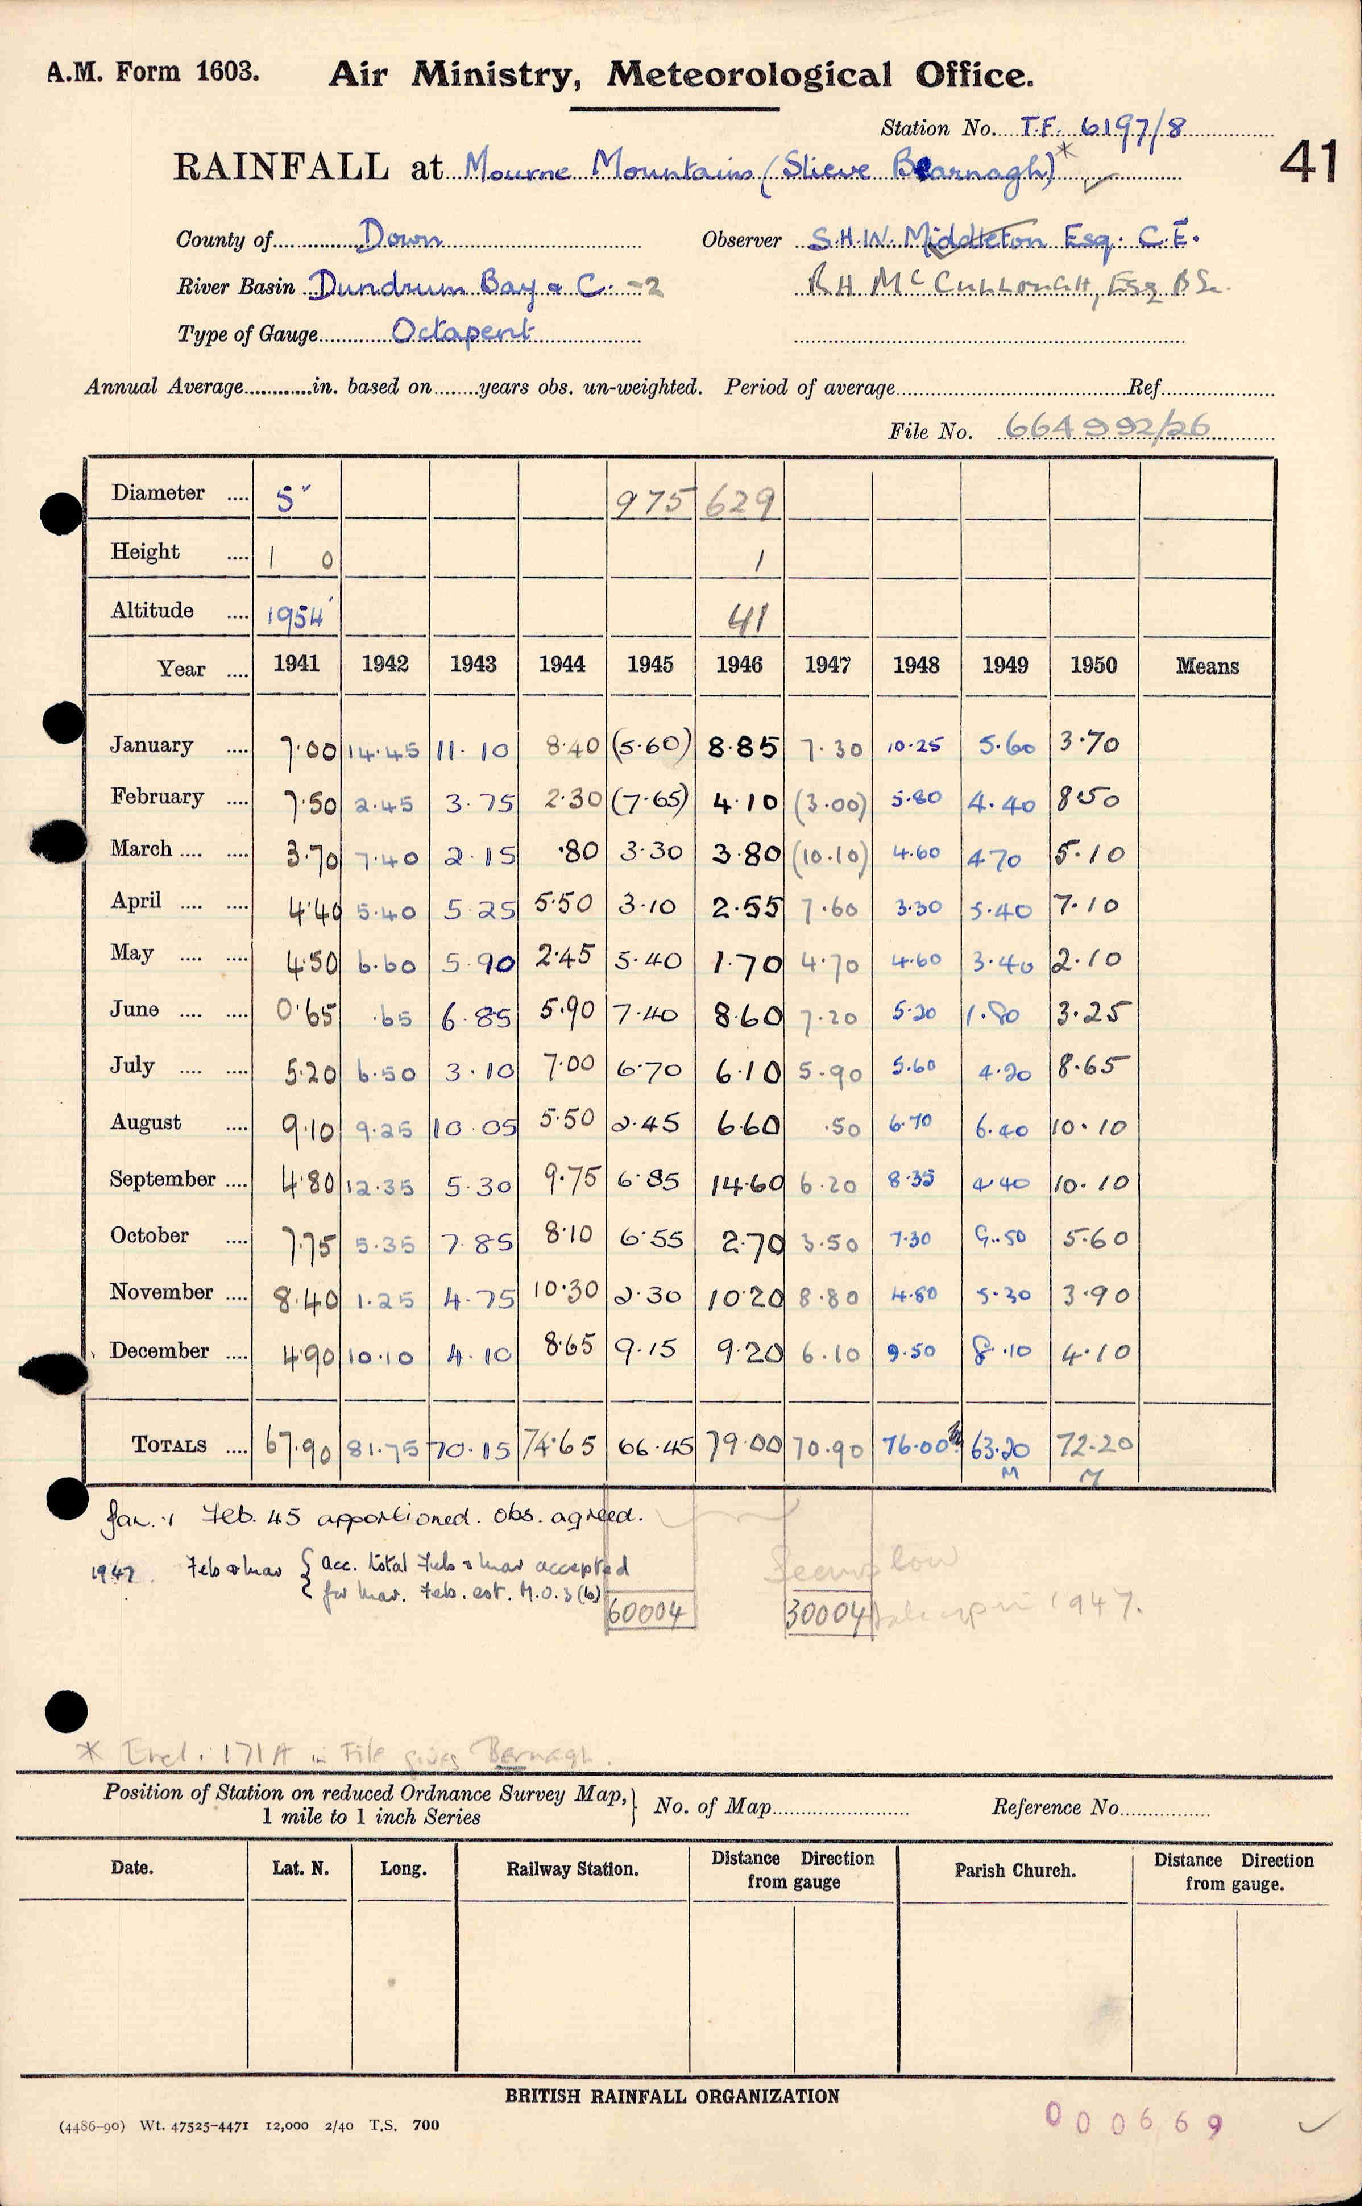 A.M. Form 1603. Air Ministry, Meteorological Office.
Station No. T.F. 6197/8
RAINFALL at Mourne Mountains (Slieve Bearnagh)* ✓
41
County of Down Observer S.H.W. Middleton Esq. C.E.
River Basin Dundrum Bay & C. -2 RH McCULLOUGH, Esq BSc.
Type of Gauge Octapent
Annual Average in. based on years obs. un-weighted. Period of average Ref.
File No. 664992/26
Diameter 5" 975 629
Height 1 0 1
Altitude 1954' 41
Year 1941 1942 1943 1944 1945 1946 1947 1948 1949 1950 Means
January 7.00 14.45 11.10 8.40 (5.60) 8.85 7.30 10.25 5.60 3.70
February 7.50 2.45 3.75 2.30 (7.65) 4.10 (3.00) 5.80 4.40 8.50
March 3.70 7.40 2.15 .80 3.30 3.80 (10.10) 4.60 4.70 5.10
April 4.40 5.40 5.25 5.50 3.10 2.55 7.60 3.30 5.40 7.10
May 4.50 6.60 5.90 2.45 5.40 1.70 4.70 4.60 3.40 2.10
June 0.65 .65 6.85 5.90 7.40 8.60 7.20 5.20 1.80 3.25
July 5.20 6.50 3.10 7.00 6.70 6.10 5.90 5.60 4.20 8.65
August 9.10 9.25 10.05 5.50 2.45 6.60 .50 6.70 6.40 10.10
September 4.80 12.35 5.30 9.75 6.85 14.60 6.20 8.35 4.40 10.10
October 7.75 5.35 7.85 8.10 6.55 2.70 3.50 7.30 9.50 5.60
November 8.40 1.25 4.75 10.30 2.30 10.20 8.80 4.80 5.30 3.90
December 4.90 10.10 4.10 8.65 9.15 9.20 6.10 9.50 8.10 4.10
TOTALS 67.90 81.75 70.15 74.65 66.45 79.00 70.90 76.00 63.20 72.20
M M
Jan. & Feb. 45 apportioned. obs. agreed.
1947. Feb & Mar { acc. total Feb & Mar accepted
for Mar. Feb. est. M.O.3(b)
Seems low
60004 30004 1947.
* Encl. 171A in File gives Bernagh.
Position of Station on reduced Ordnance Survey Map, } No. of Map Reference No.
1 mile to 1 inch Series
Date. Lat. N. Long. Railway Station. Distance Direction from gauge Parish Church. Distance Direction from gauge.
BRITISH RAINFALL ORGANIZATION
(4486-90) Wt. 47525-4471 12,000 2/40 T.S. 700
000669 ✓